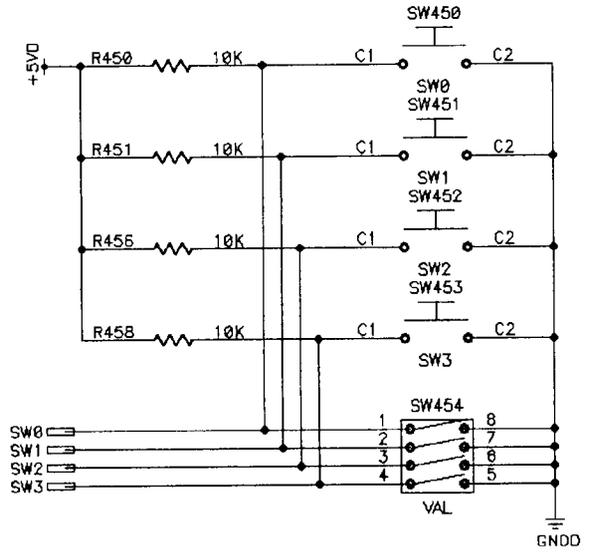 SW450
+5VD R450 10K C1 C2
SW0
SW451
R451 10K C1 C2
SW1
SW452
R456 10K C1 C2
SW2
SW453
R458 10K C1 C2
SW3
SW454
SW0 1 8
SW1 2 7
SW2 3 6
SW3 4 5
VAL
GNDD